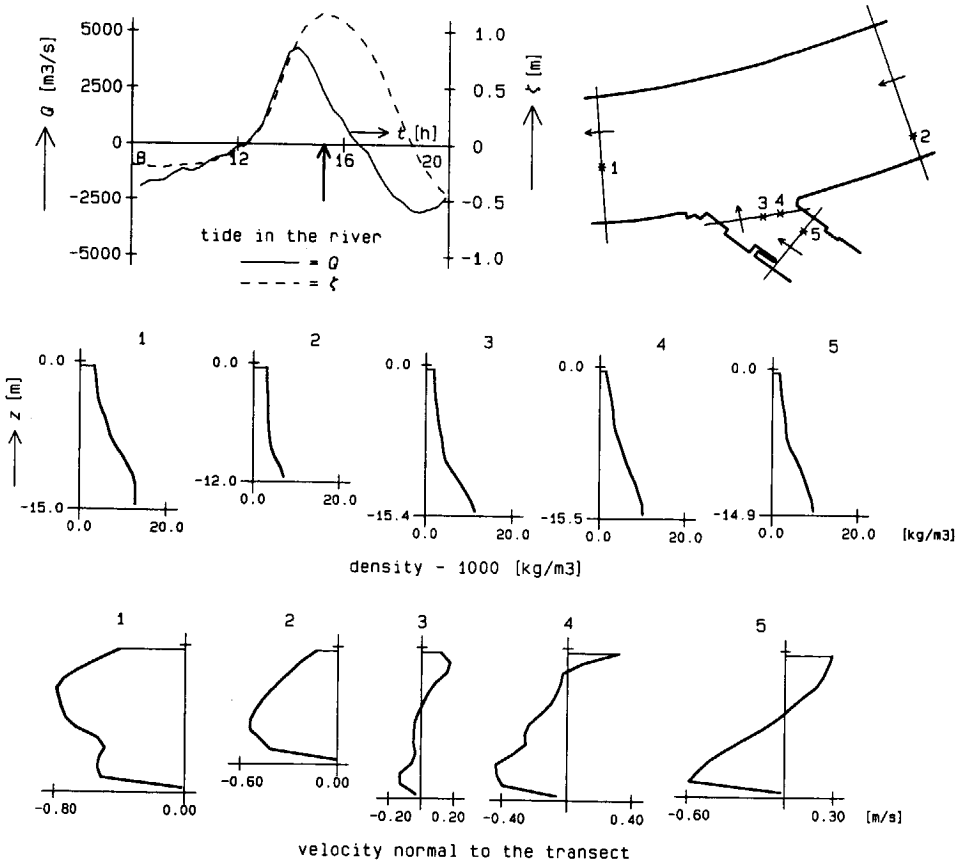 5000
2500
0
-2500
-5000
Q [m3/s]
8
12
16
20
t [h]
1.0
0.5
0
-0.5
-1.0
ζ [m]
tide in the river
= Q
= ζ
1
2
3 4
5
1 2 3 4 5
z [m]
0.0
-15.0
0.0 20.0
0.0
-12.0
0.0 20.0
0.0
-15.4
0.0 20.0
0.0
-15.5
0.0 20.0
0.0
-14.9
0.0 20.0
[kg/m3]
density - 1000 [kg/m3]
1 2 3 4 5
-0.80 0.00
-0.60 0.00
-0.20 0.20
-0.40 0.40
-0.60 0.30
[m/s]
velocity normal to the transect